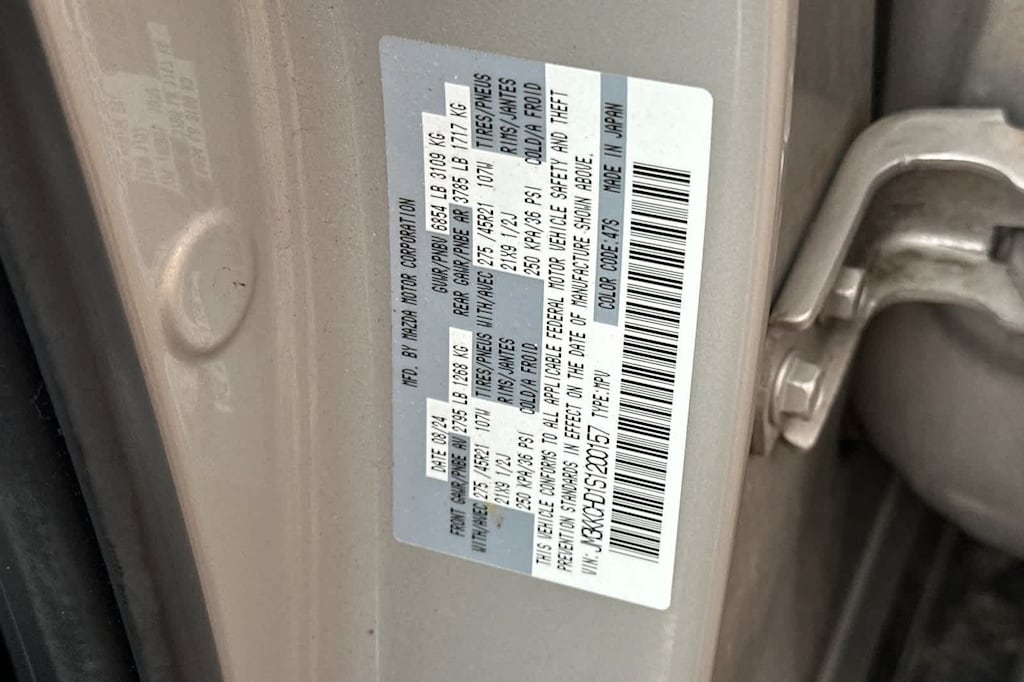 MFD. BY MAZDA MOTOR CORPORATION
DATE 08/24 GVWR/PNBV 6854 LB 3109 KG
FRONT GAWR/PNBE AV 2795 LB 1268 KG REAR GAWR/PNBE AR 3785 LB 1717 KG
WITH/AVEC 275 /45R21 107W TIRES/PNEUS WITH/AVEC 275 /45R21 107W TIRES/PNEUS
21X9 1/2J RIMS/JANTES 21X9 1/2J RIMS/JANTES
250 KPA/36 PSI COLD/A FROID 250 KPA/36 PSI COLD/A FROID
THIS VEHICLE CONFORMS TO ALL APPLICABLE FEDERAL MOTOR VEHICLE SAFETY AND THEFT
PREVENTION STANDARDS IN EFFECT ON THE DATE OF MANUFACTURE SHOWN ABOVE.
VIN: JM3KKCHD1S1200157 TYPE:MPV COLOR CODE:47S MADE IN JAPAN